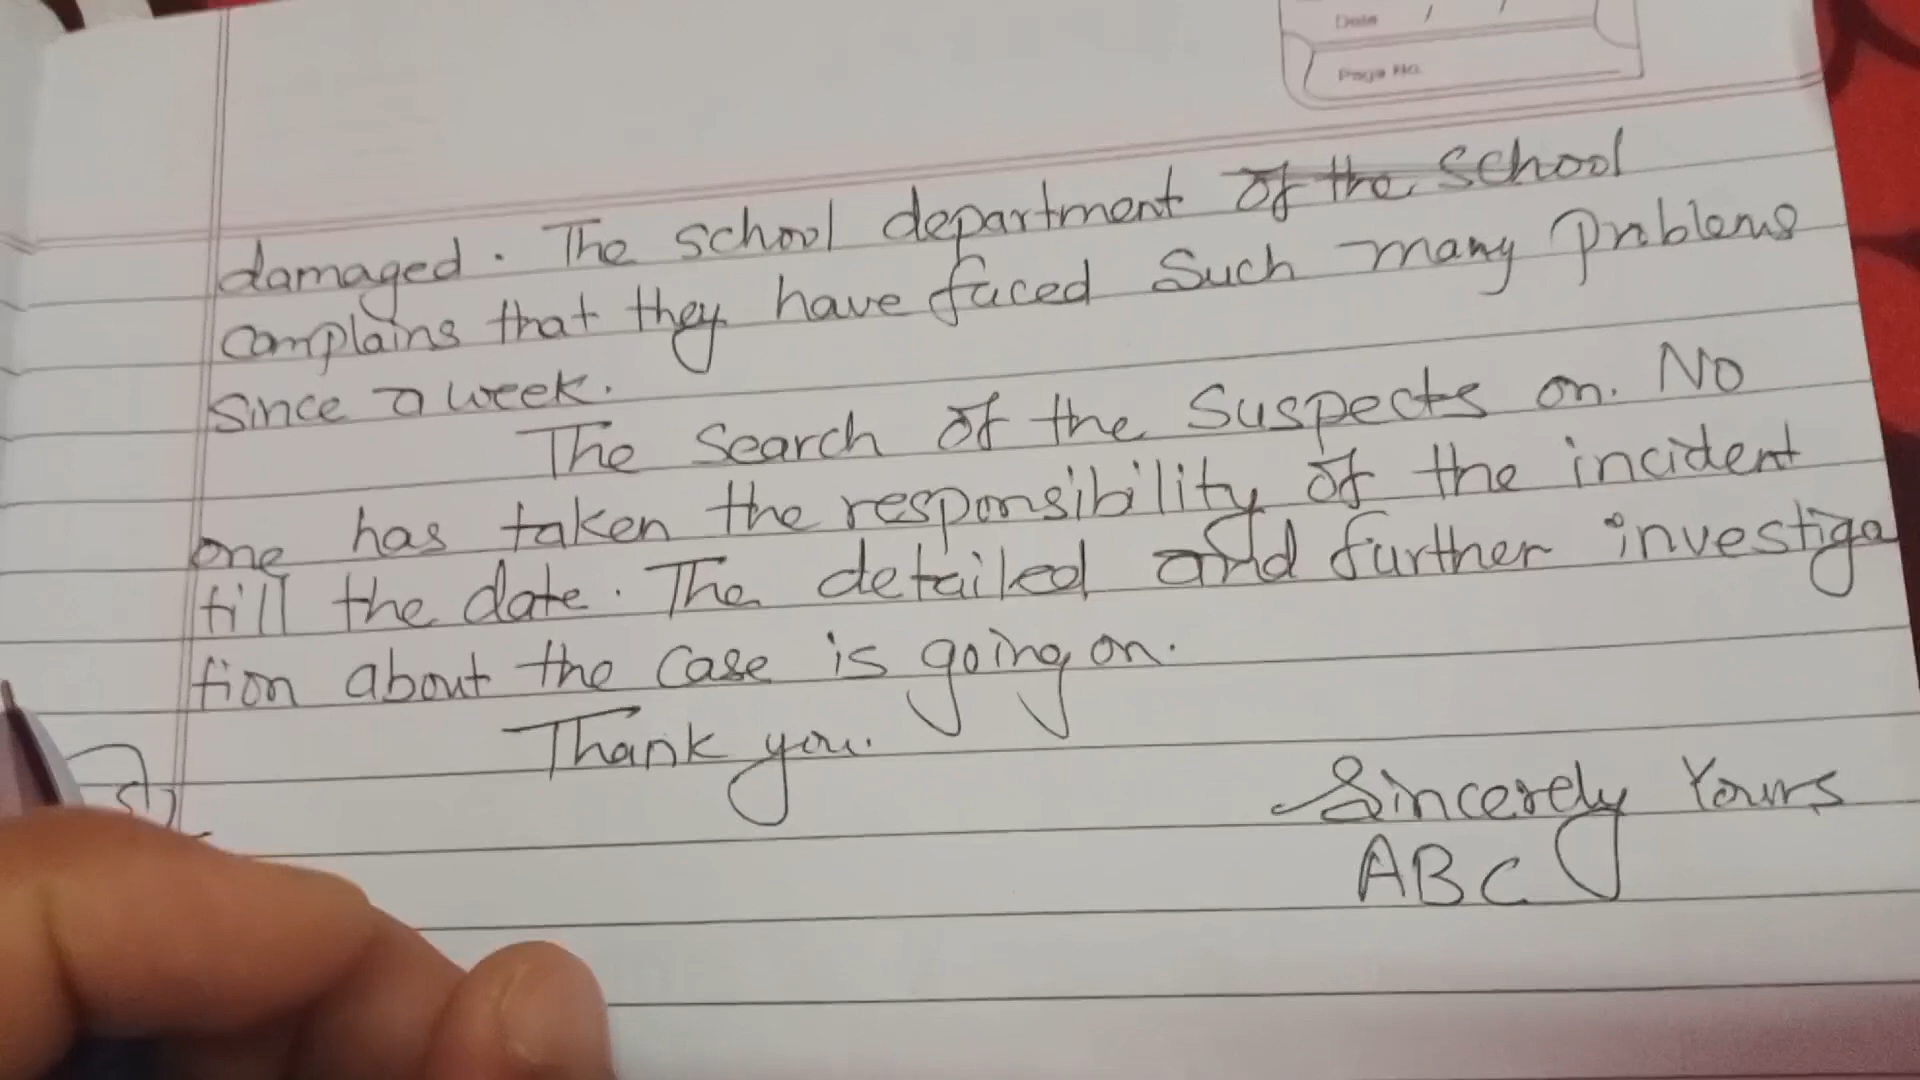 Date / /
Page No.
damaged. The school department of the school
complains that they have faced such many problems
since a week.
The search of the suspects on. No
one has taken the responsibility of the incident
till the date. The detailed and further investiga
tion about the case is going on.
Thank you.
Sincerely Yours
ABC